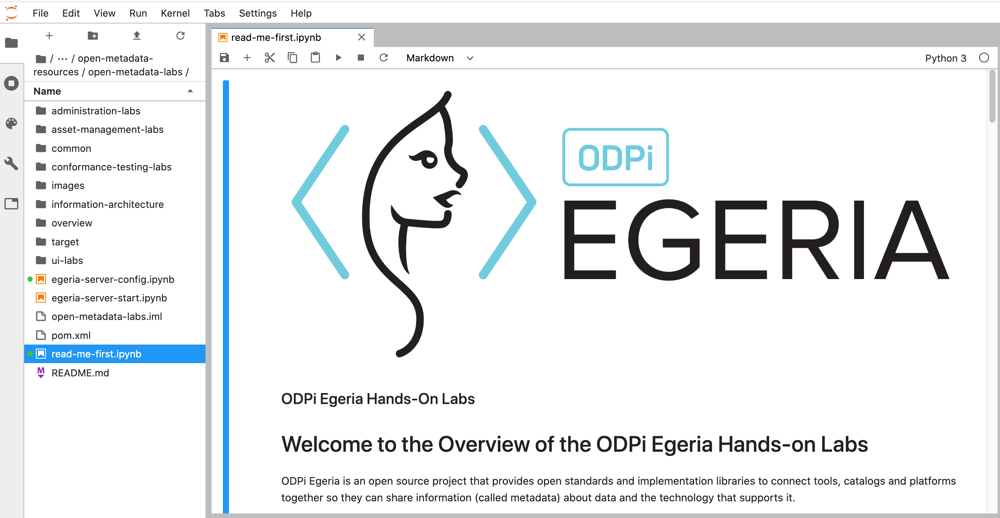 File Edit View Run Kernel Tabs Settings Help
/ ··· / open-metadata-
resources / open-metadata-labs /
Name
administration-labs
asset-management-labs
common
conformance-testing-labs
images
information-architecture
overview
target
ui-labs
egeria-server-config.ipynb
egeria-server-start.ipynb
open-metadata-labs.iml
pom.xml
read-me-first.ipynb
M README.md
read-me-first.ipynb
Markdown
Python 3
ODPi
EGERIA
ODPi Egeria Hands-On Labs
Welcome to the Overview of the ODPi Egeria Hands-on Labs
ODPi Egeria is an open source project that provides open standards and implementation libraries to connect tools, catalogs and platforms
together so they can share information (called metadata) about data and the technology that supports it.